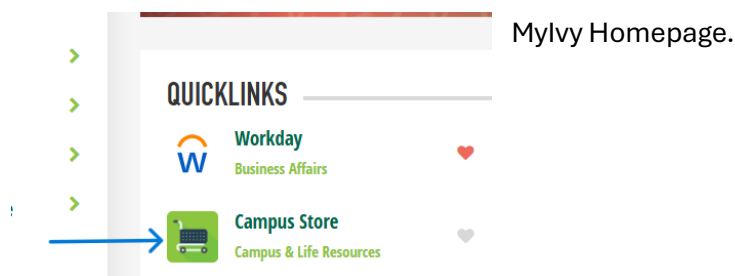 MyIvy Homepage.
QUICKLINKS
Workday
Business Affairs
Campus Store
Campus & Life Resources